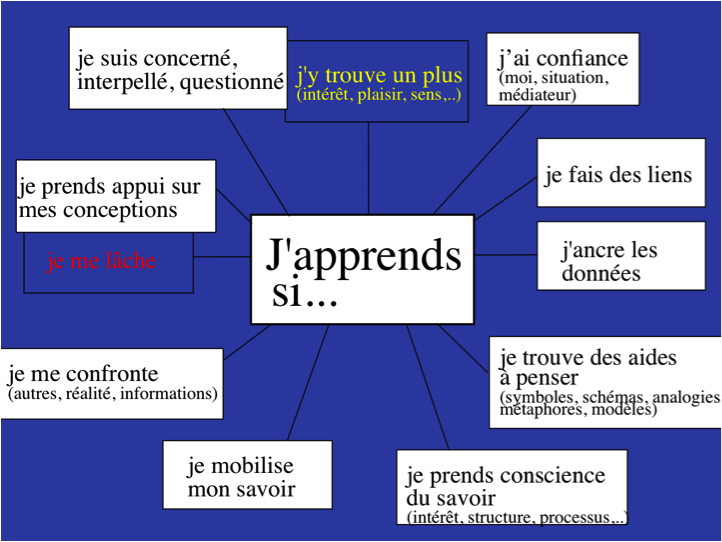 je suis concerné,
interpellé, questionné
j'y trouve un plus
(intérêt, plaisir, sens,..)
j’ai confiance
(moi, situation,
médiateur)
je prends appui sur
mes conceptions
je fais des liens
J'apprends
si...
je me lâche
j'ancre les
données
je me confronte
(autres, réalité, informations)
je trouve des aides
à penser
(symboles, schémas, analogies
métaphores, modèles)
je mobilise
mon savoir
je prends conscience
du savoir
(intérêt, structure, processus,..)